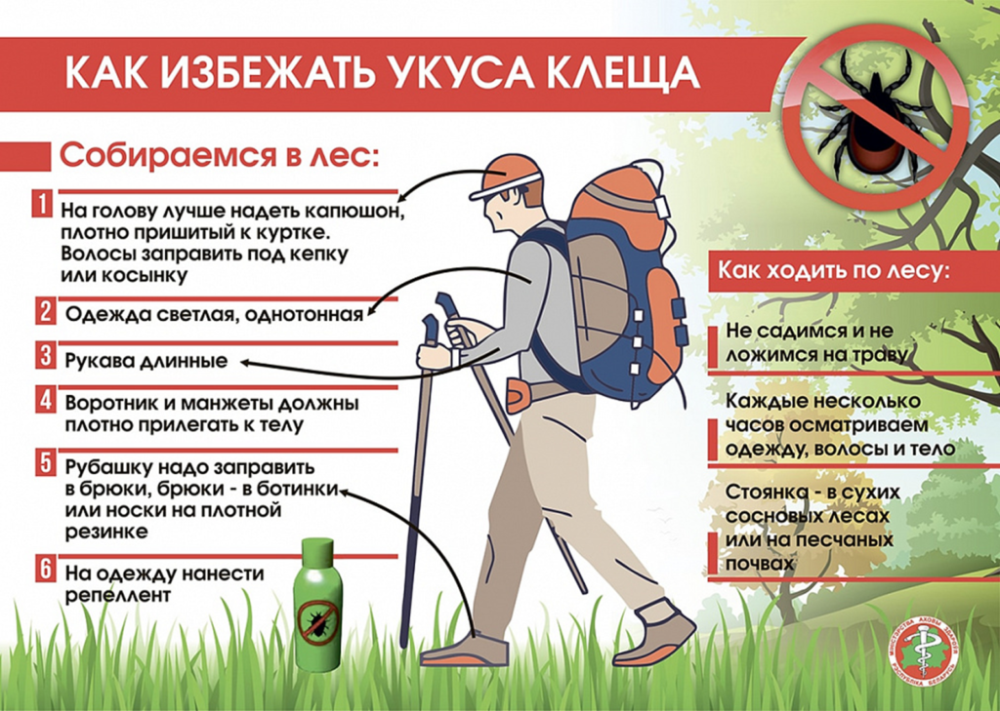 КАК ИЗБЕЖАТЬ УКУСА КЛЕЩА
Собираемся в лес:
1
На голову лучше надеть капюшон,
плотно пришитый к куртке.
Волосы заправить под кепку
или косынку
2
Одежда светлая, однотонная
3
Рукава длинные
4
Воротник и манжеты должны
плотно прилегать к телу
5
Рубашку надо заправить
в брюки, брюки - в ботинки
или носки на плотной
резинке
6
На одежду нанести
репеллент
Как ходить по лесу:
Не садимся и не
ложимся на траву
Каждые несколько
часов осматриваем
одежду, волосы и тело
Стоянка - в сухих
сосновых лесах
или на песчаных
почвах
МІНІСТЭРСТВА АХОВЫ ЗДАРОЎЯ
РЭСПУБЛІКА БЕЛАРУСЬ